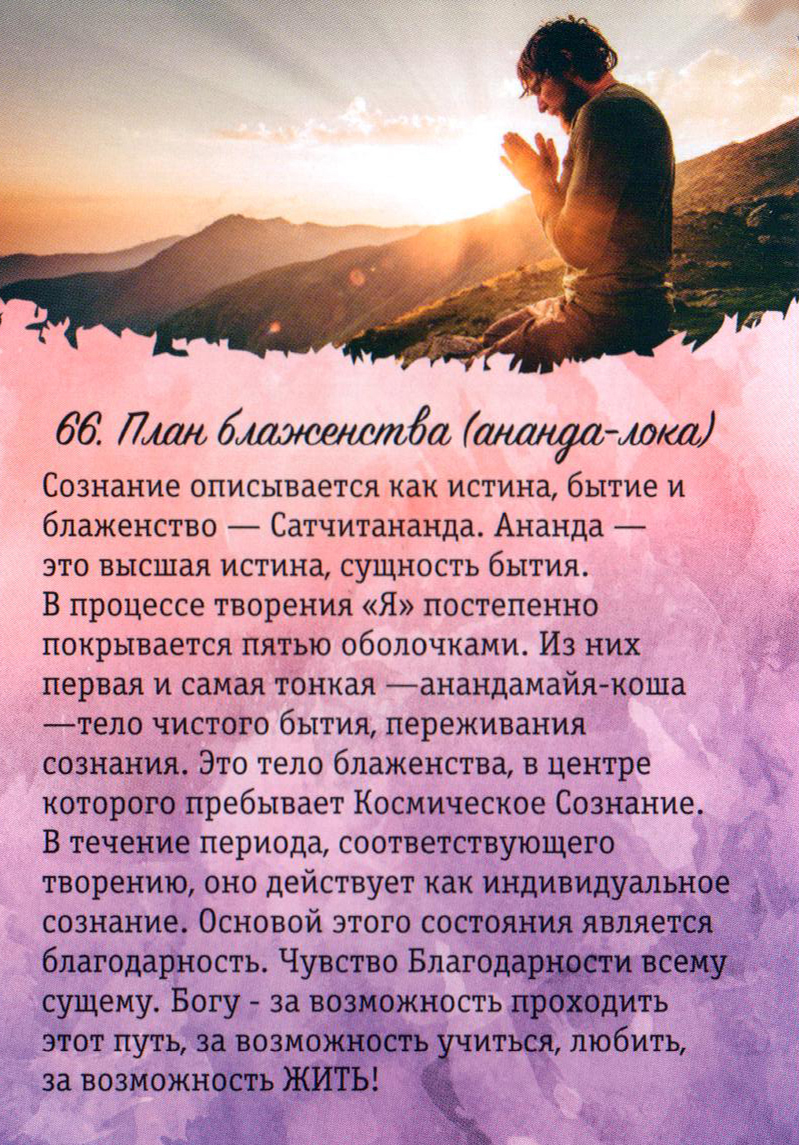 66. План блаженства (ананда-лока)
Сознание описывается как истина, бытие и
блаженство — Сатчитананда. Ананда —
это высшая истина, сущность бытия.
В процессе творения «Я» постепенно
покрывается пятью оболочками. Из них
первая и самая тонкая —анандамайя-коша
—тело чистого бытия, переживания
сознания. Это тело блаженства, в центре
которого пребывает Космическое Сознание.
В течение периода, соответствующего
творению, оно действует как индивидуальное
сознание. Основой этого состояния является
благодарность. Чувство Благодарности всему
сущему. Богу - за возможность проходить
этот путь, за возможность учиться, любить,
за возможность ЖИТЬ!